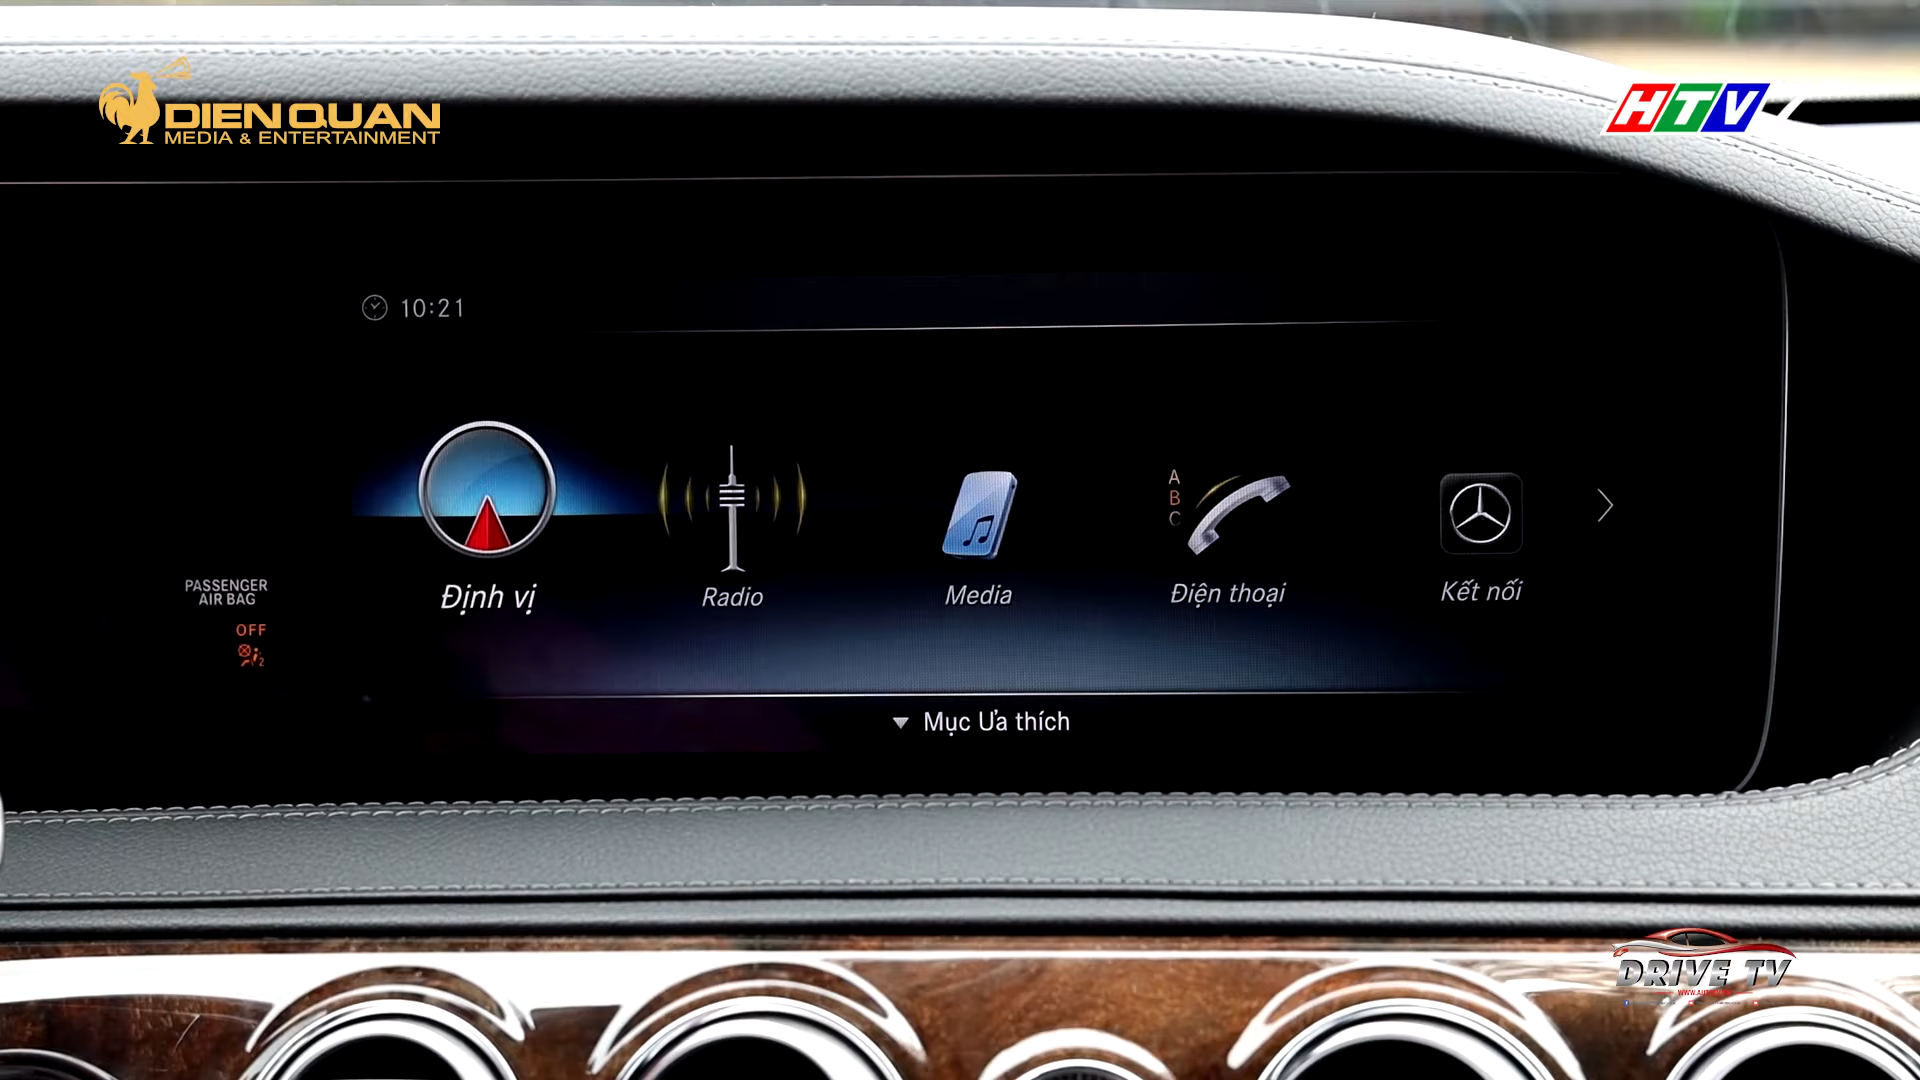 DIEN QUAN
MEDIA & ENTERTAINMENT
HTV
10:21
A
B
C
Định vị
Radio
Media
Điện thoại
Kết nối
PASSENGER
AIR BAG
OFF
2
Mục Ưa thích
DRIVE TV